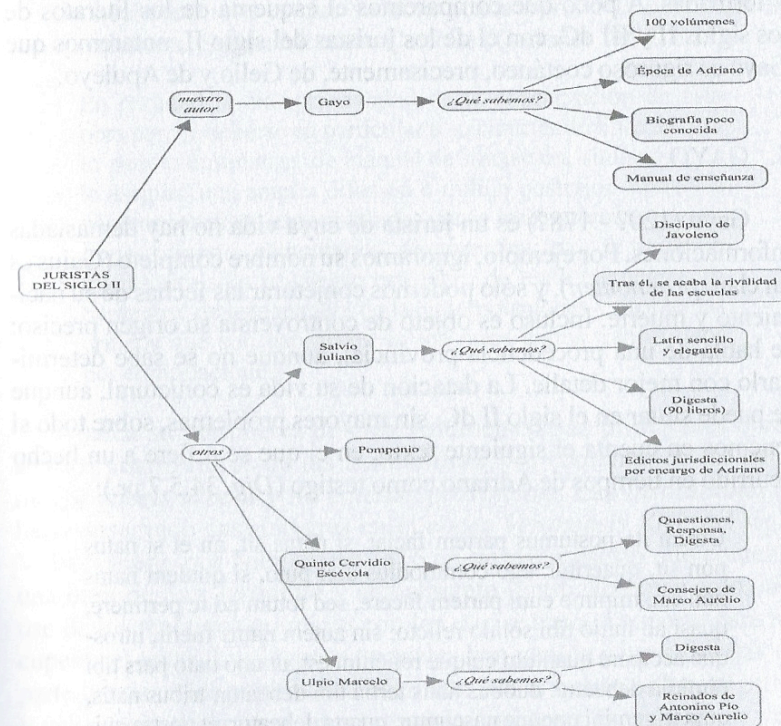 JURISTAS
DEL SIGLO II
nuestro
autor
Gayo
¿Qué sabemos?
100 volúmenes
Época de Adriano
Biografía poco
conocida
Manual de enseñanza
otros
Salvio
Juliano
¿Qué sabemos?
Discípulo de
Javoleno
Tras él, se acaba la rivalidad
de las escuelas
Latín sencillo
y elegante
Digesta
(90 libros)
Edictos jurisdicionales
por encargo de Adriano
Pomponio
Quinto Cervidio
Escévola
¿Qué sabemos?
Quaestiones,
Responsa,
Digesta
Consejero de
Marco Aurelio
Ulpio Marcelo
¿Qué sabemos?
Digesta
Reinados de
Antonino Pío
y Marco Aurelio